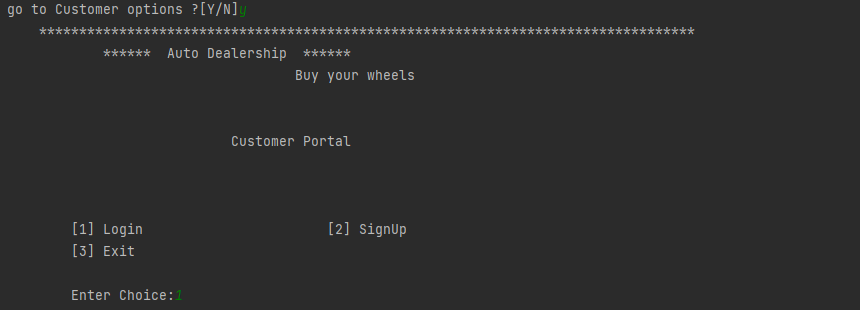 go to Customer options ?[Y/N]y
**********************************************************************************
****** Auto Dealership ******
Buy your wheels
Customer Portal
[1] Login [2] SignUp
[3] Exit
Enter Choice:1